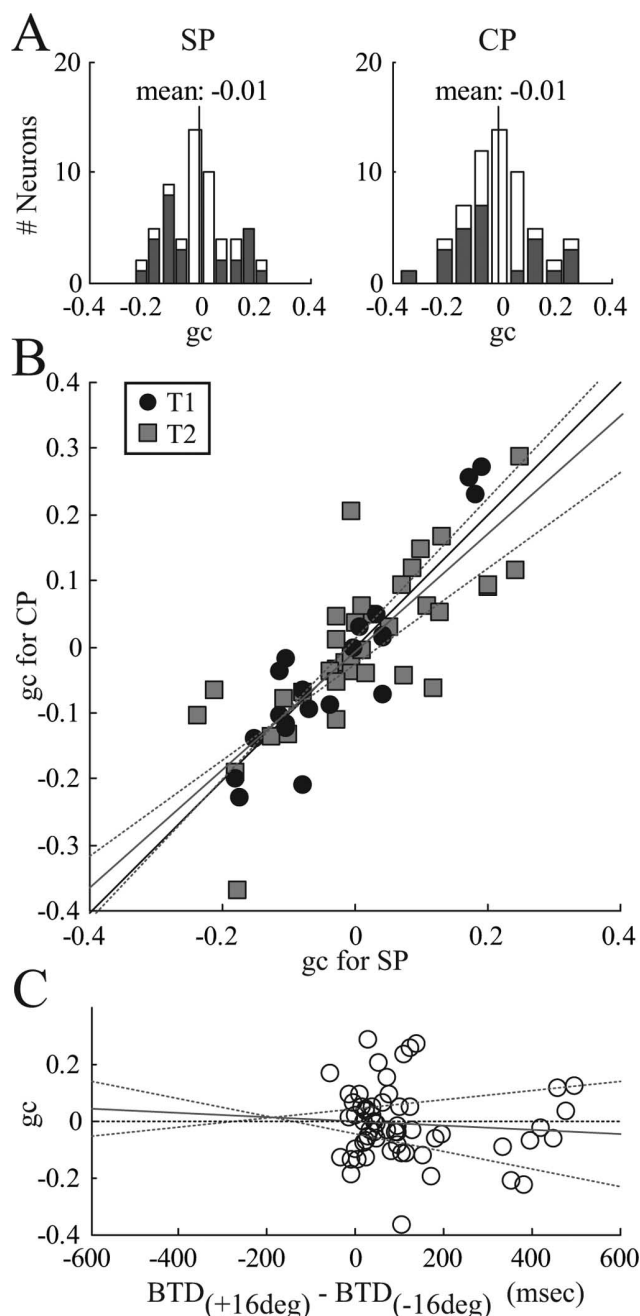 A
SP CP
20 20
mean: -0.01 mean: -0.01
# Neurons
10 10
0 0
-0.4 -0.2 0 0.2 0.4 -0.4 -0.2 0 0.2 0.4
gc gc
B
0.4
T1
T2
0.3
0.2
0.1
gc for CP
0
-0.1
-0.2
-0.3
-0.4
-0.4 -0.2 0 0.2 0.4
gc for SP
C
0.2
gc
0
-0.2
-0.4
-600 -400 -200 0 200 400 600
BTD(+16deg) - BTD(-16deg) (msec)